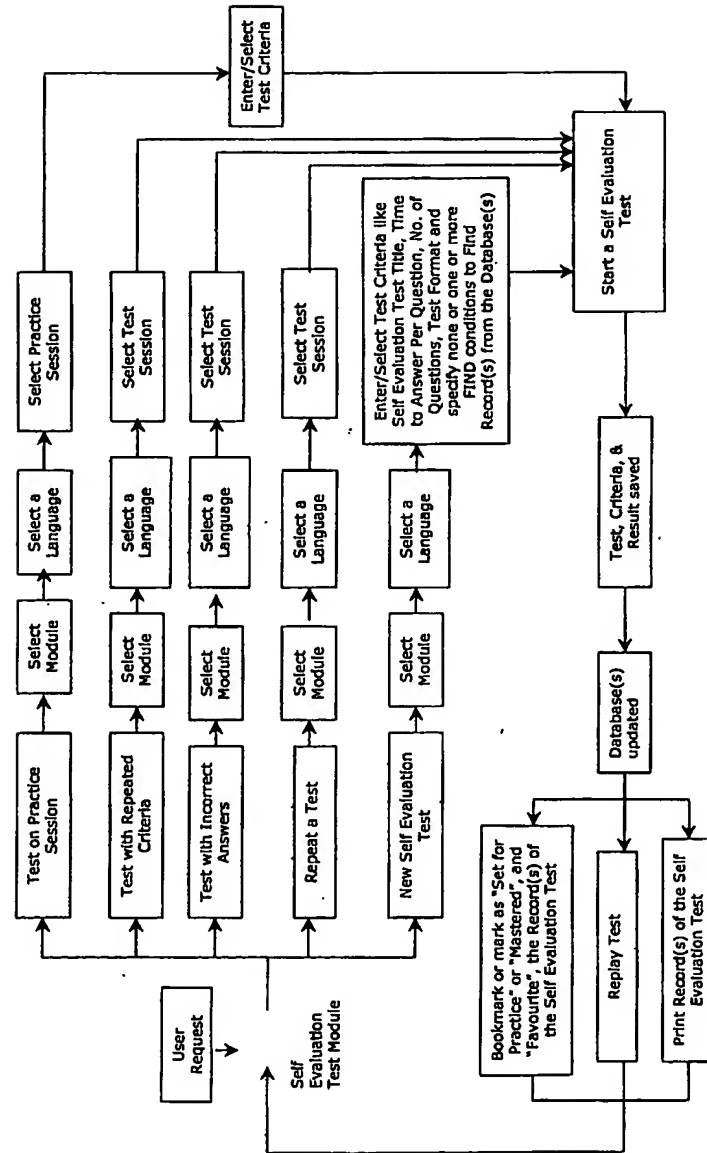 User
Request
Self
Evaluation
Test Module
Test on Practice
Session
Select
Module
Select a
Language
Select Practice
Session
Enter/Select
Test Criteria
Test with Repeated
Criteria
Select
Module
Select a
Language
Select Test
Session
Test with Incorrect
Answers
Select
Module
Select a
Language
Select Test
Session
Repeat a Test
Select
Module
Select a
Language
Select Test
Session
New Self Evaluation
Test
Select
Module
Select a
Language
Enter/Select Test Criteria like
Self Evaluation Test Title, Time
to Answer Per Question, No. of
Questions, Test Format and
specify none or one or more
FIND conditions to Find
Record(s) from the Database(s)
Start a Self Evaluation
Test
Test, Criteria, &
Result saved
Database(s)
updated
Bookmark or mark as "Set for
Practice" or "Mastered", and
"Favourite", the Record(s) of
the Self Evaluation Test
Replay Test
Print Record(s) of the Self
Evaluation Test